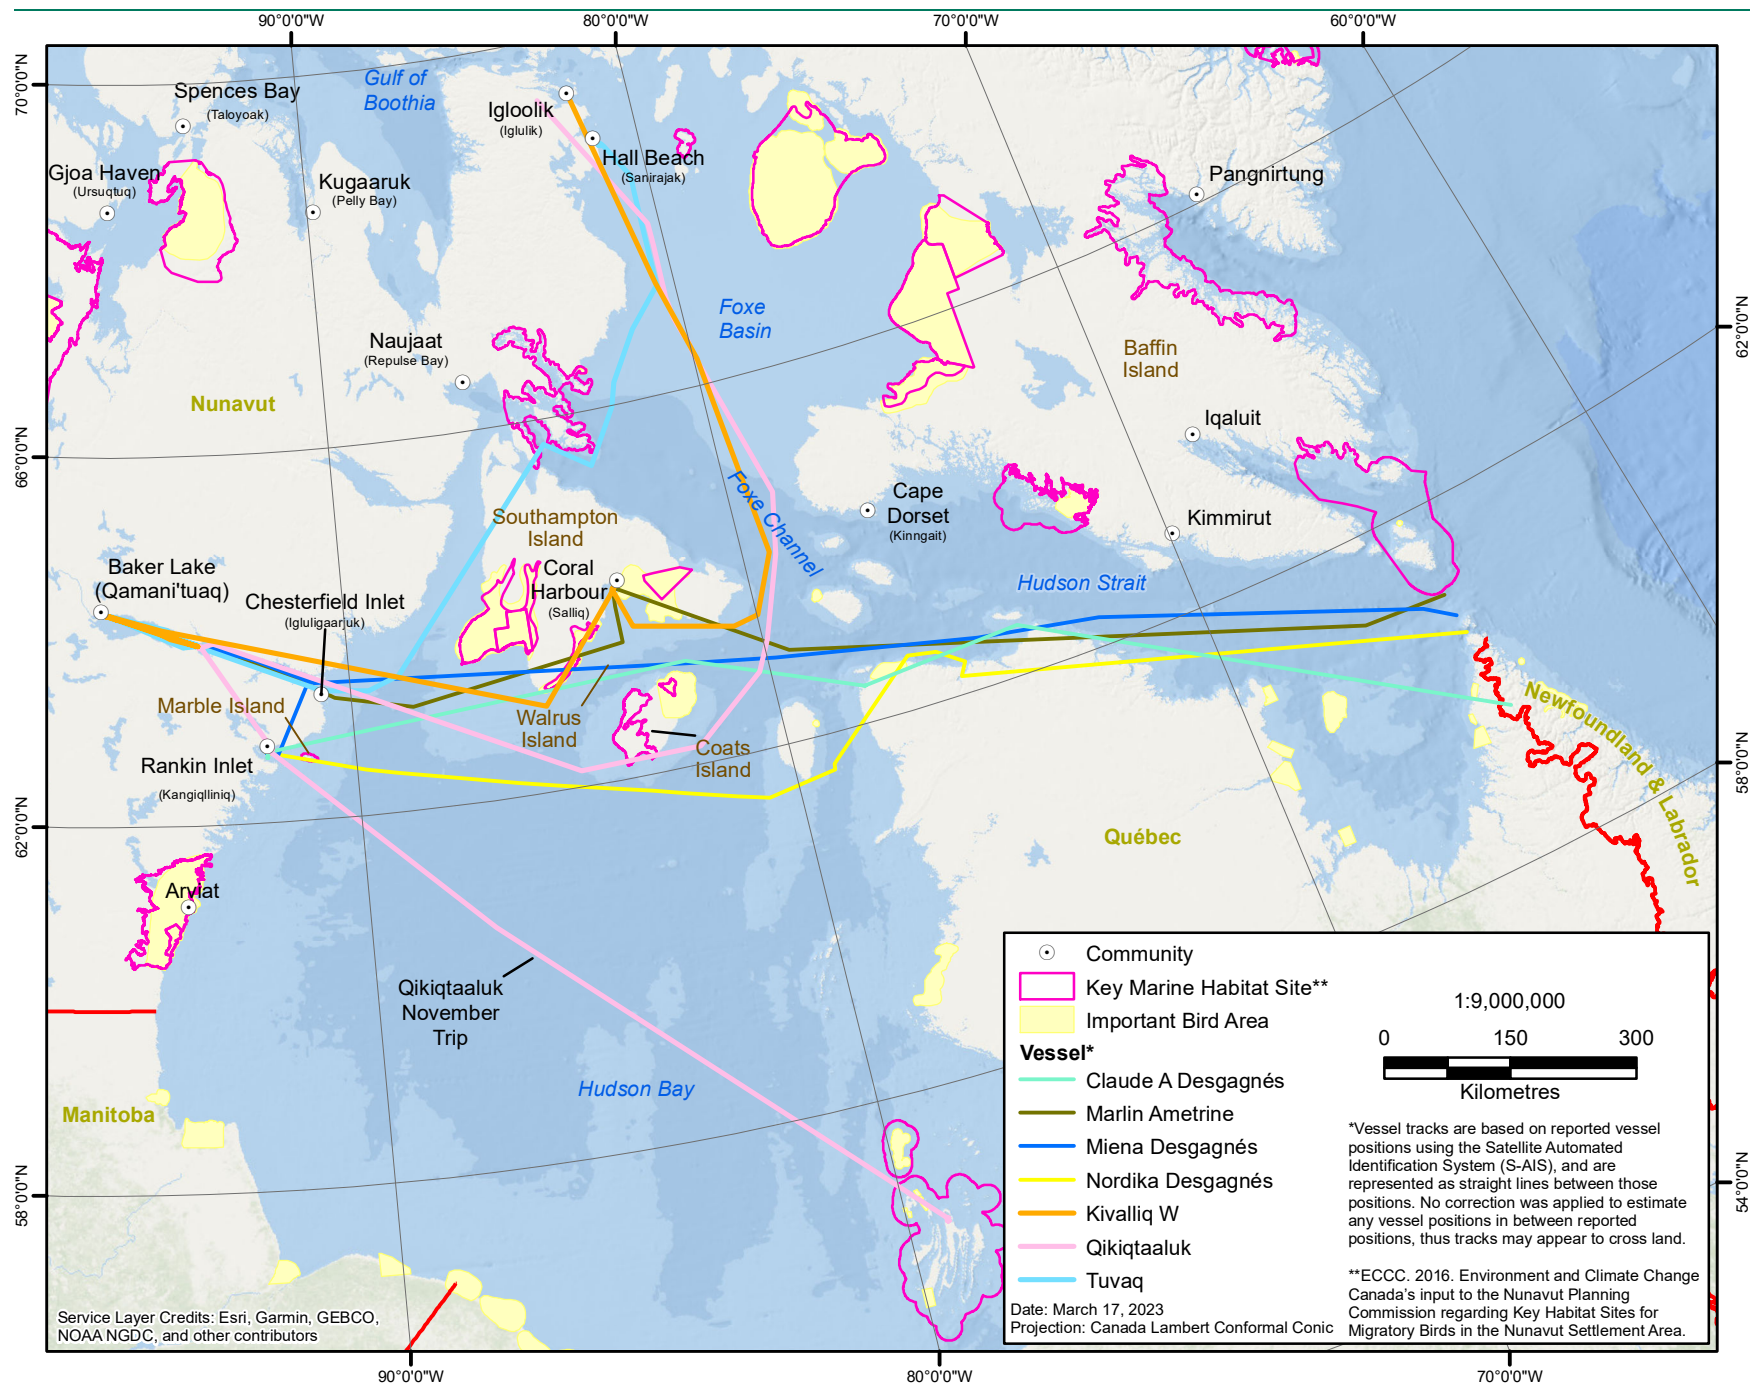 90°0'0"W
80°0'0"W
70°0'0"W
60°0'0"W
70°0'0"N
66°0'0"N
62°0'0"N
58°0'0"N
62°0'0"N
58°0'0"N
54°0'0"N
90°0'0"W
80°0'0"W
70°0'0"W
Spences Bay
(Taloyoak)
Gulf of
Boothia
Igloolik
(Iglulik)
Hall Beach
(Sanirajak)
Gjoa Haven
(Ursuqtuq)
Kugaaruk
(Pelly Bay)
Pangnirtung
Foxe
Basin
Naujaat
(Repulse Bay)
Baffin
Island
Nunavut
Iqaluit
Cape
Dorset
(Kinngait)
Foxe Channel
Southampton
Island
Kimmirut
Baker Lake
(Qamani'tuaq)
Coral
Harbour
(Salliq)
Hudson Strait
Chesterfield Inlet
(Igluligaarjuk)
Marble Island
Walrus
Island
Coats
Island
Newfoundland & Labrador
Rankin Inlet
(Kangiqlliniq)
Québec
Arviat
Qikiqtaaluk
November
Trip
Hudson Bay
Manitoba
Community
Key Marine Habitat Site**
Important Bird Area
Vessel*
Claude A Desgagnés
Marlin Ametrine
Miena Desgagnés
Nordika Desgagnés
Kivalliq W
Qikiqtaaluk
Tuvaq
Date: March 17, 2023
Projection: Canada Lambert Conformal Conic
1:9,000,000
0 150 300
Kilometres
*Vessel tracks are based on reported vessel
positions using the Satellite Automated
Identification System (S-AIS), and are
represented as straight lines between those
positions. No correction was applied to estimate
any vessel positions in between reported
positions, thus tracks may appear to cross land.
**ECCC. 2016. Environment and Climate Change
Canada's input to the Nunavut Planning
Commission regarding Key Habitat Sites for
Migratory Birds in the Nunavut Settlement Area.
Service Layer Credits: Esri, Garmin, GEBCO,
NOAA NGDC, and other contributors